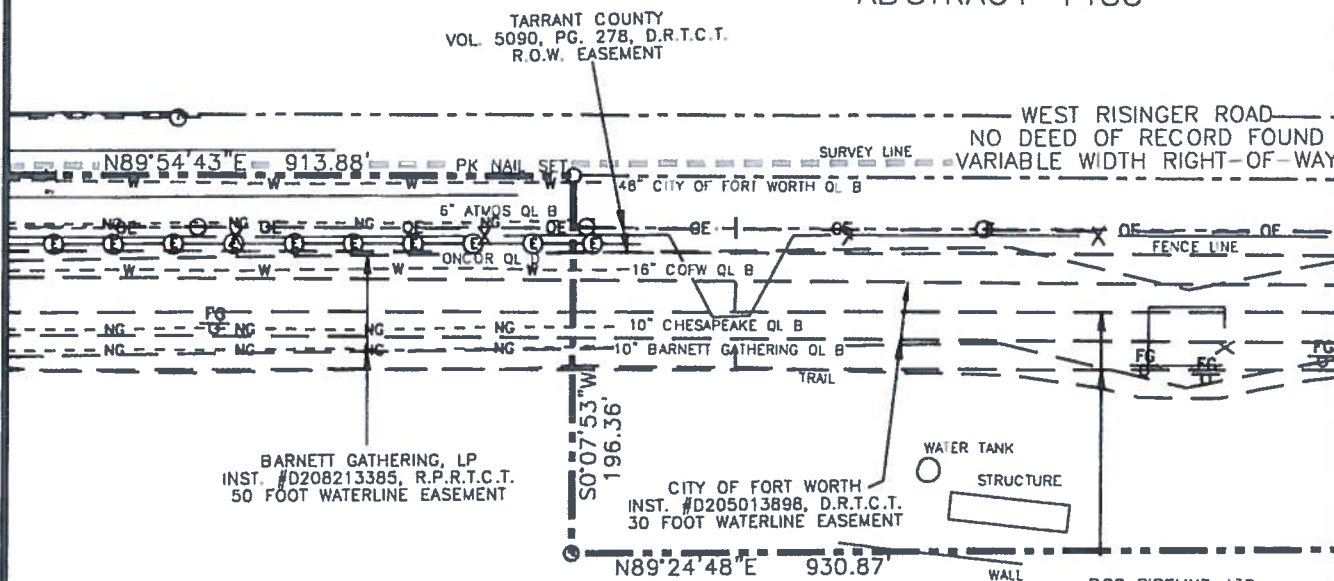 TARRANT COUNTY
VOL. 5090, PG. 278, D.R.T.C.T.
R.O.W. EASEMENT
WEST RISINGER ROAD
NO DEED OF RECORD FOUND
VARIABLE WIDTH RIGHT-OF-WAY
SURVEY LINE
N89°54'43"E 913.88'
PK NAIL SET
W W W W W
48" CITY OF FORT WORTH QL B
6" ATMOS QL B
NG NG NG OE OE OE OE OE OE OE OE
E E E E E E E E E
FENCE LINE
ONCOR QL D
W W W W
16" COFW QL B
FG
NG NG NG NG NG
10" CHESAPEAKE QL B
NG NG NG NG NG
10" BARNETT GATHERING QL B
FG FG FG
TRAIL
S0°07'53"W
196.36'
BARNETT GATHERING, LP
INST. #D208213385, R.P.R.T.C.T.
50 FOOT WATERLINE EASEMENT
WATER TANK
STRUCTURE
CITY OF FORT WORTH
INST. #D205013898, D.R.T.C.T.
30 FOOT WATERLINE EASEMENT
N89°24'48"E 930.87'
WALL